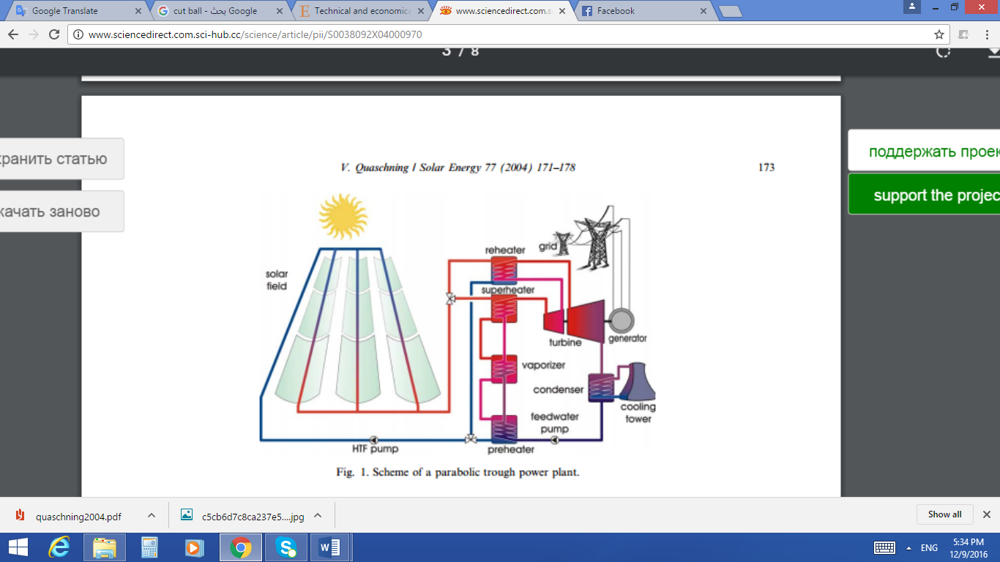 Google Translate
cut ball - بحث Google
Technical and economica
www.sciencedirect.com.s
Facebook
www.sciencedirect.com.sci-hub.cc/science/article/pii/S0038092X04000970
3 / 8
хранить статью
качать заново
поддержать проек
support the projec
V. Quaschning / Solar Energy 77 (2004) 171–178
173
solar
field
reheater
grid
superheater
turbine
generator
vaporizer
condenser
cooling
tower
feedwater
pump
HTF pump
preheater
Fig. 1. Scheme of a parabolic trough power plant.
quaschning2004.pdf
c5cb6d7c8ca237e5....jpg
Show all
ENG
5:34 PM
12/9/2016